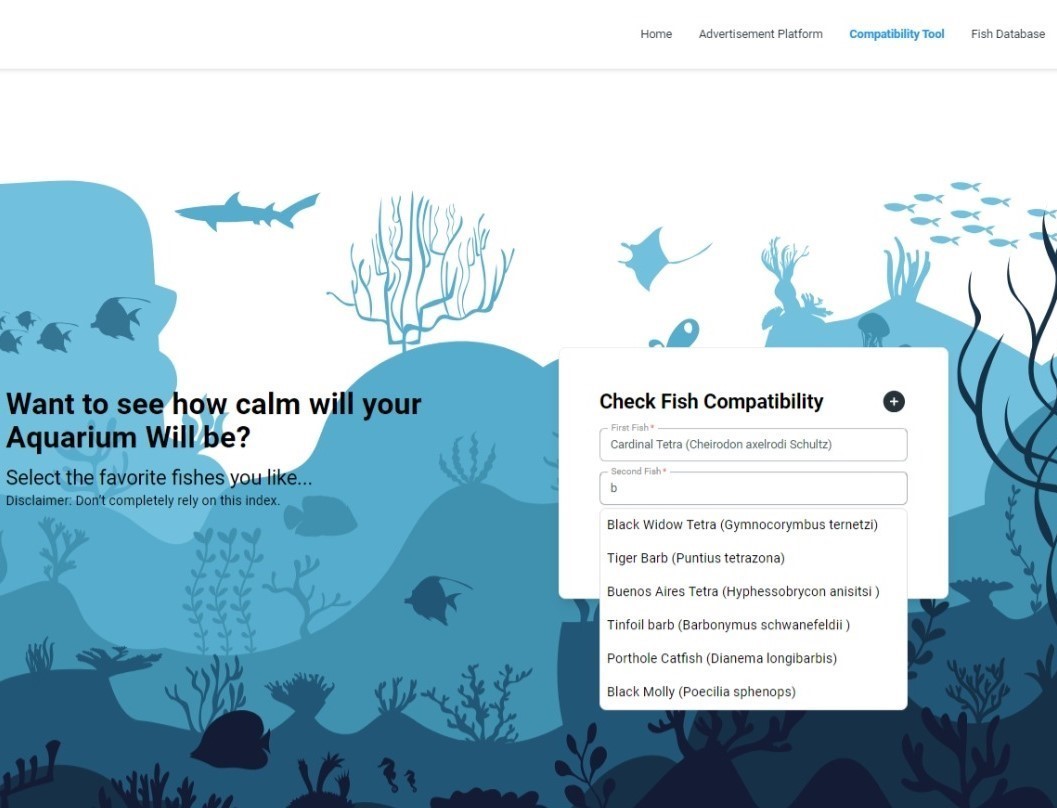 Home Advertisement Platform Compatibility Tool Fish Database
Want to see how calm will your
Aquarium Will be?
Select the favorite fishes you like...
Disclaimer: Don't completely rely on this index.
Check Fish Compatibility +
First Fish *
Cardinal Tetra (Cheirodon axelrodi Schultz)
Second Fish *
b
Black Widow Tetra (Gymnocorymbus ternetzi)
Tiger Barb (Puntius tetrazona)
Buenos Aires Tetra (Hyphessobrycon anisitsi )
Tinfoil barb (Barbonymus schwanefeldii )
Porthole Catfish (Dianema longibarbis)
Black Molly (Poecilia sphenops)